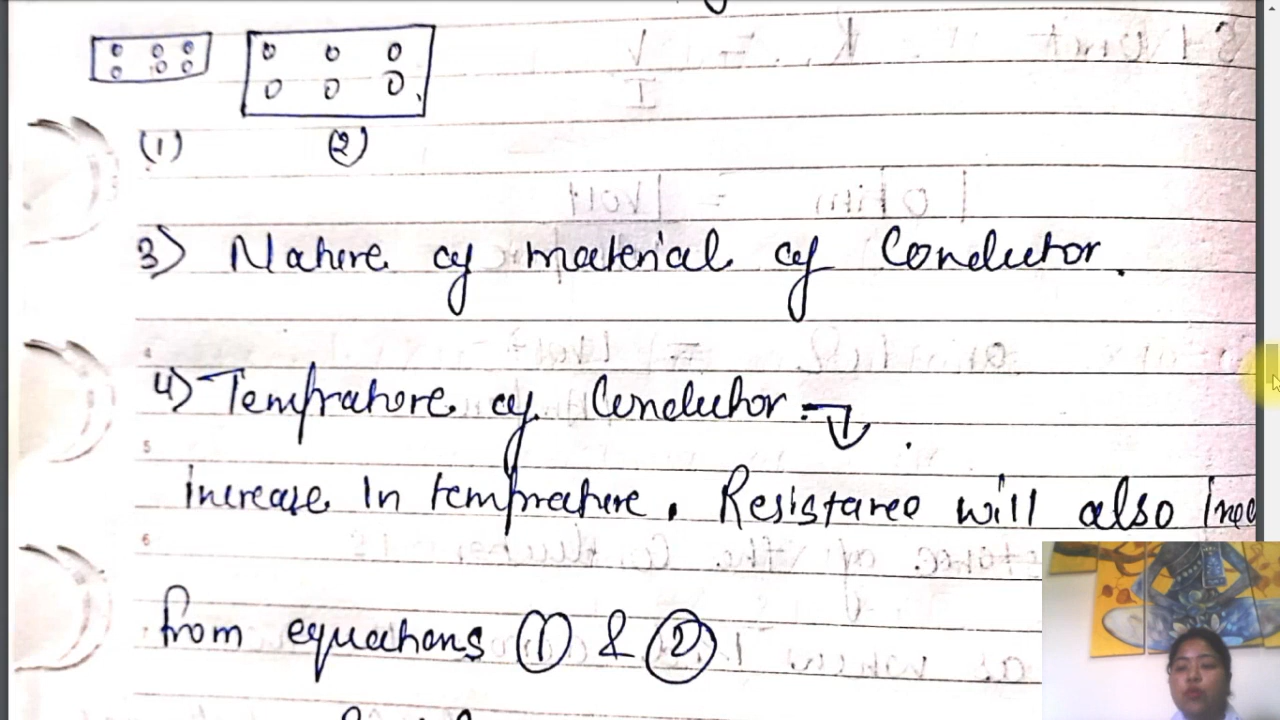 (1) (2)
3) Nature of material of Conductor.
4) Temprature of Conductor.
increase In temprature. Resistance will also
from equations (1) & (2)